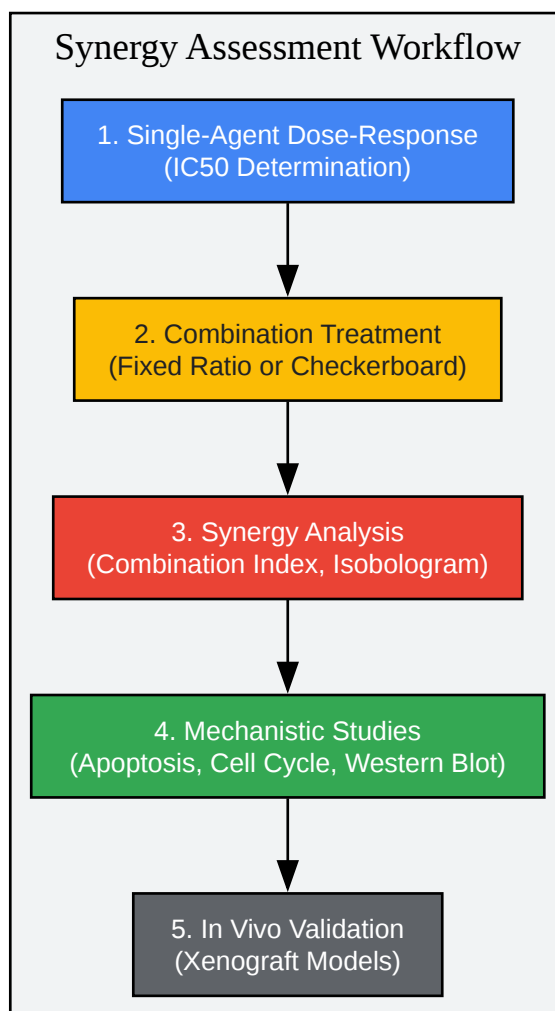 Synergy Assessment Workflow
1. Single-Agent Dose-Response
(IC50 Determination)
2. Combination Treatment
(Fixed Ratio or Checkerboard)
3. Synergy Analysis
(Combination Index, Isobologram)
4. Mechanistic Studies
(Apoptosis, Cell Cycle, Western Blot)
5. In Vivo Validation
(Xenograft Models)